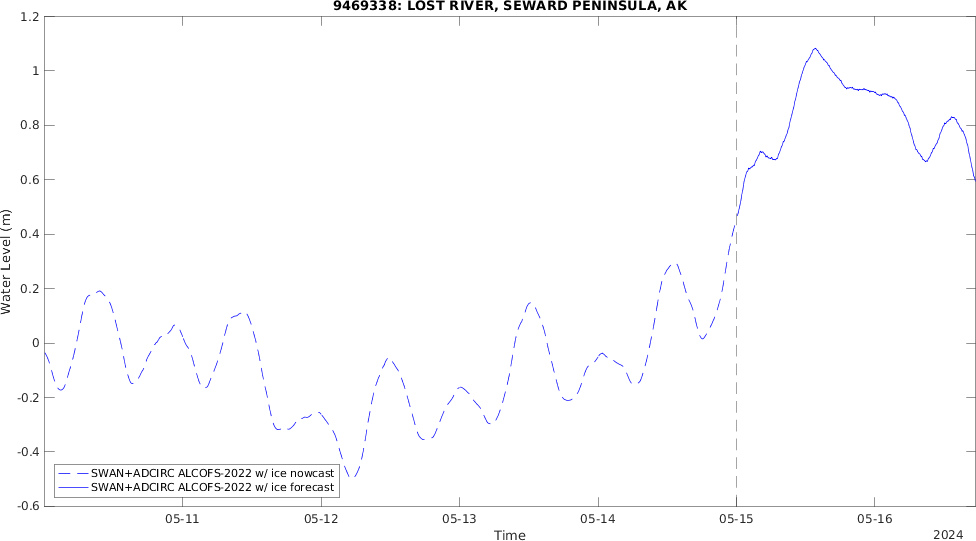 9469338: LOST RIVER, SEWARD PENINSULA, AK
1.2
1
0.8
0.6
0.4
0.2
0
-0.2
-0.4
-0.6
Water Level (m)
SWAN+ADCIRC ALCOFS-2022 w/ ice nowcast
SWAN+ADCIRC ALCOFS-2022 w/ ice forecast
05-11 05-12 05-13 05-14 05-15 05-16
Time
2024